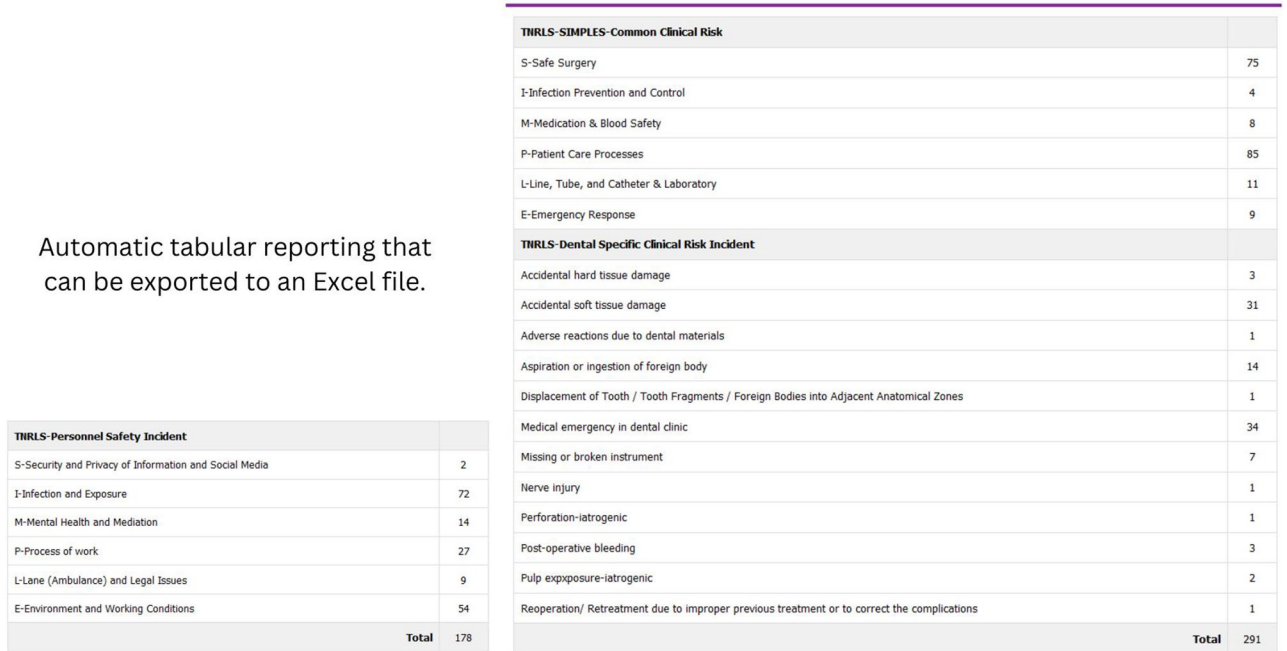 Automatic tabular reporting that
can be exported to an Excel file.
TNRLS-Personnel Safety Incident
S-Security and Privacy of Information and Social Media 2
I-Infection and Exposure 72
M-Mental Health and Mediation 14
P-Process of work 27
L-Lane (Ambulance) and Legal Issues 9
E-Environment and Working Conditions 54
Total 178
TNRLS-SIMPLES-Common Clinical Risk
S-Safe Surgery 75
I-Infection Prevention and Control 4
M-Medication & Blood Safety 8
P-Patient Care Processes 85
L-Line, Tube, and Catheter & Laboratory 11
E-Emergency Response 9
TNRLS-Dental Specific Clinical Risk Incident
Accidental hard tissue damage 3
Accidental soft tissue damage 31
Adverse reactions due to dental materials 1
Aspiration or ingestion of foreign body 14
Displacement of Tooth / Tooth Fragments / Foreign Bodies into Adjacent Anatomical Zones 1
Medical emergency in dental clinic 34
Missing or broken instrument 7
Nerve injury 1
Perforation-iatrogenic 1
Post-operative bleeding 3
Pulp expxposure-iatrogenic 2
Reoperation/ Retreatment due to improper previous treatment or to correct the complications 1
Total 291